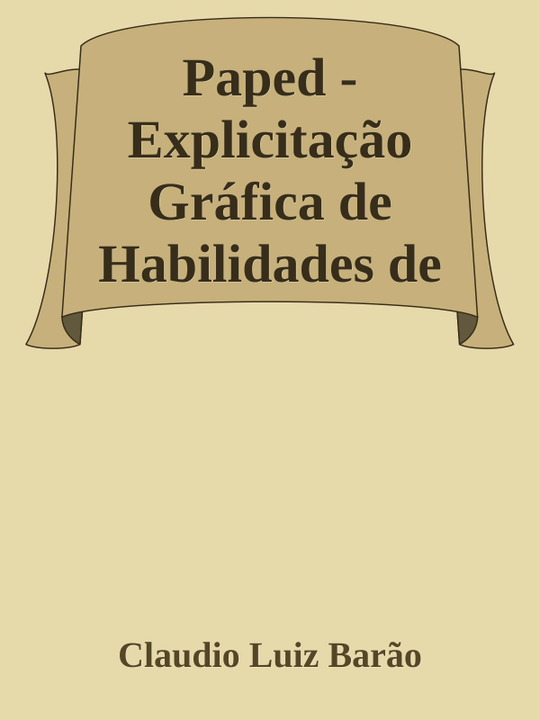 Paped -
Explicitação
Gráfica de
Habilidades de
Claudio Luiz Barão